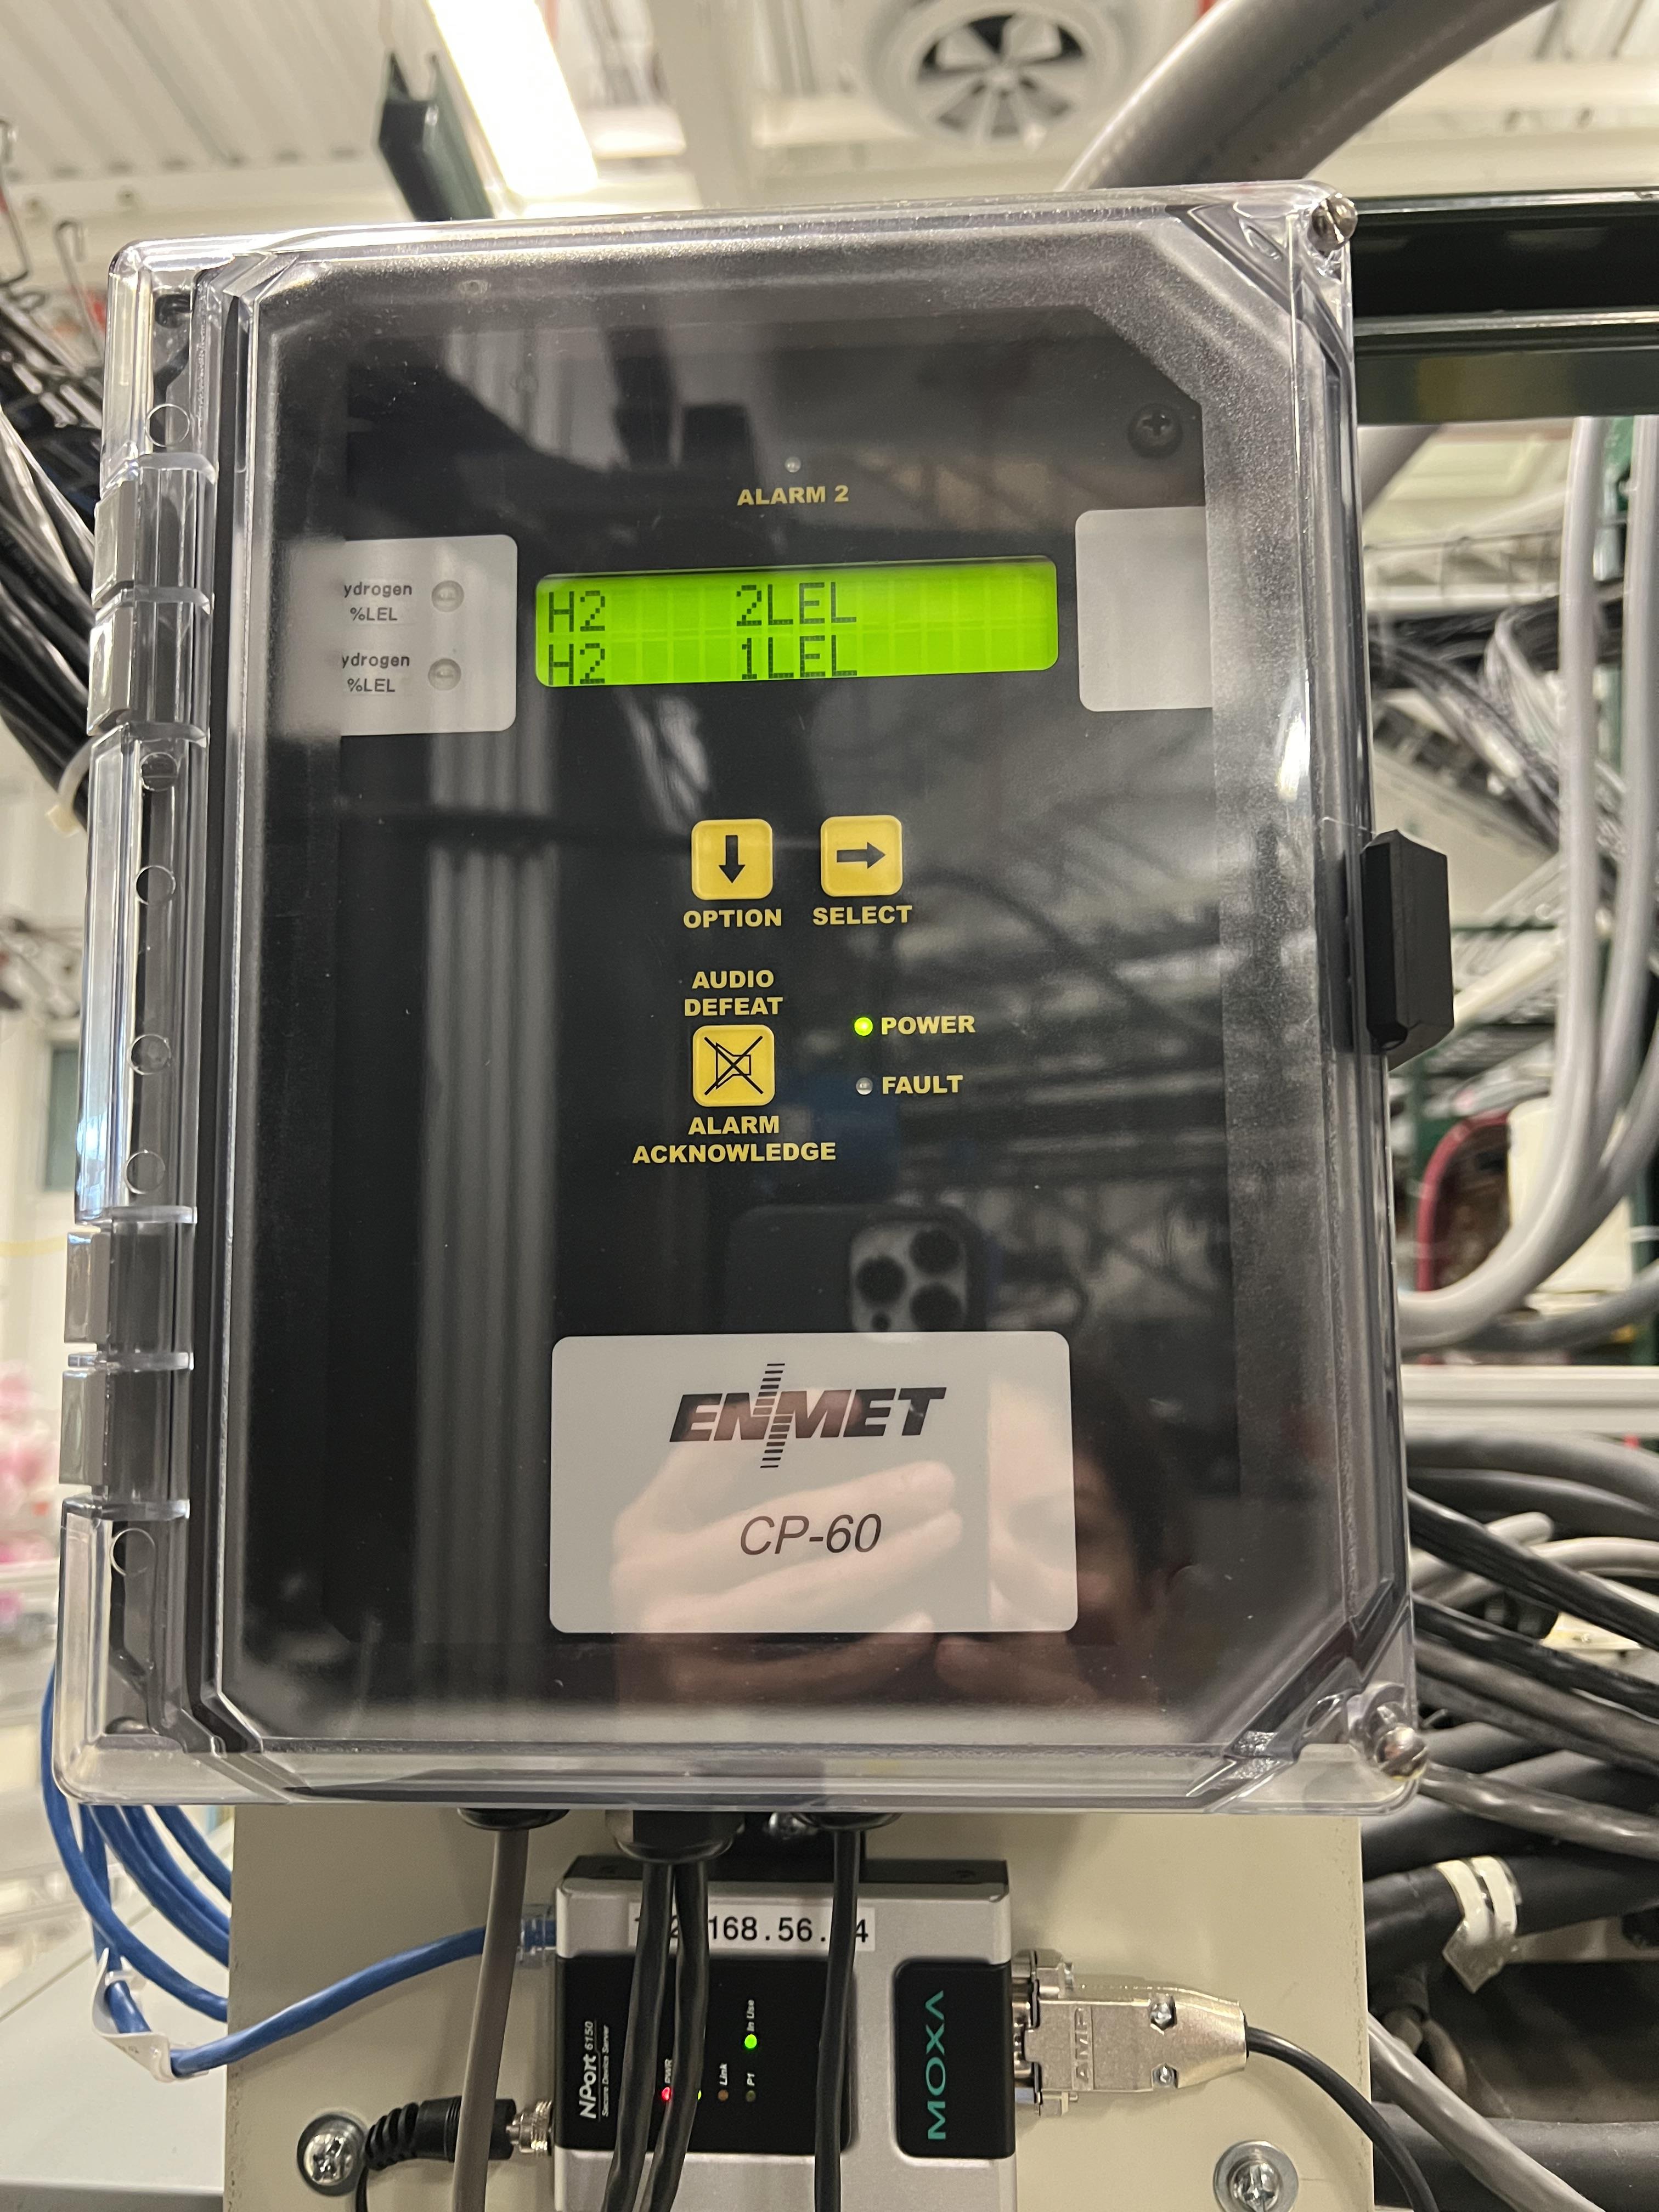 ALARM 2
ydrogen
%LEL
ydrogen
%LEL
H2 2LEL
H2 1LEL
OPTION
SELECT
AUDIO
DEFEAT
POWER
FAULT
ALARM
ACKNOWLEDGE
ENMET
CP-60
168.56. 4
NPort 6150
Secure Device Server
PWR
Link
P1
In Use
MOXA
AMP